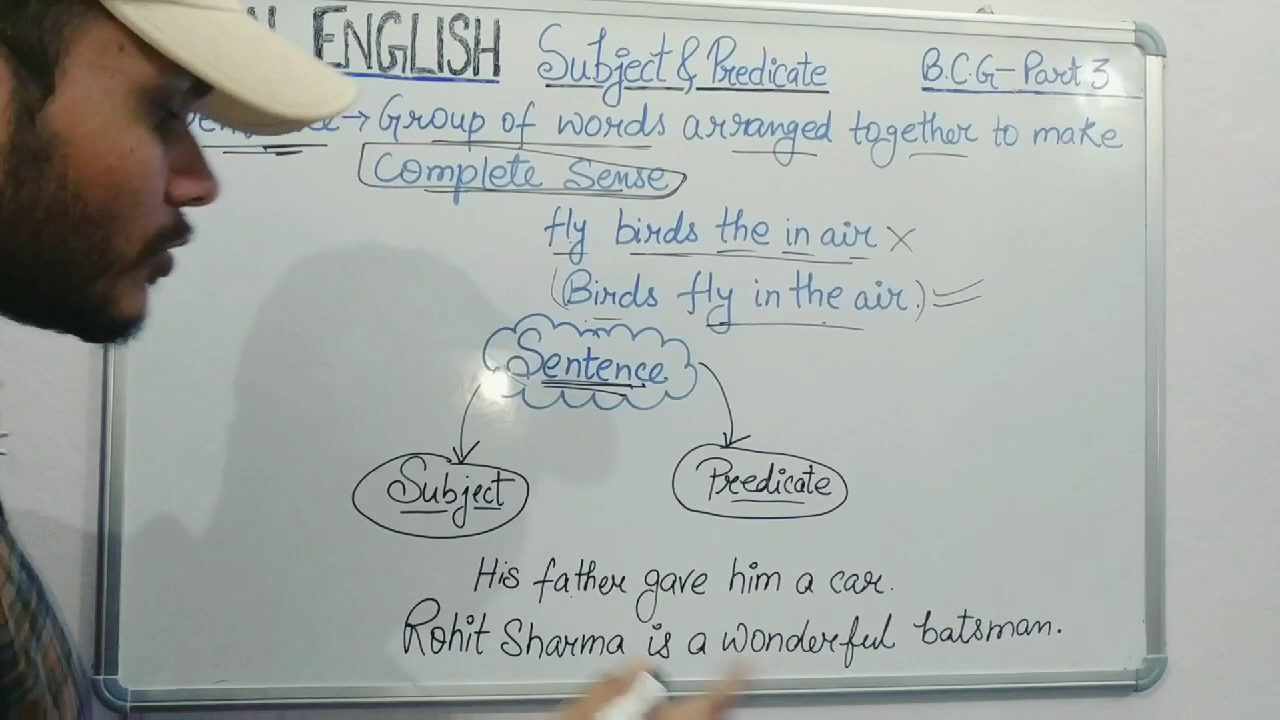 ENGLISH Subject & Predicate B.C.G-Part 3
→ Group of words arranged together to make
Complete Sense
fly birds the in air ×
(Birds fly in the air.)
Sentence
Subject Predicate
His father gave him a car.
Rohit Sharma is a wonderful batsman.